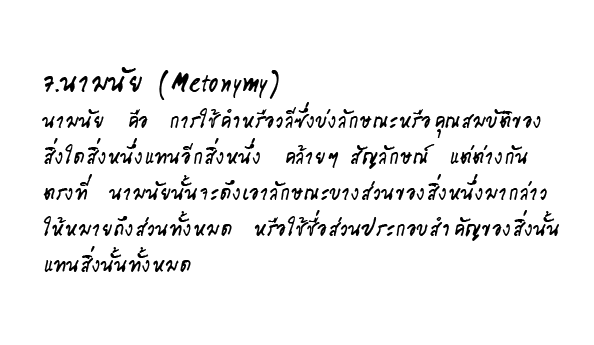 7.นามนัย (Metonymy)
นามนัย คือ การใช้คำหรือวลีซึ่งบ่งลักษณะหรือคุณสมบัติของ
สิ่งใดสิ่งหนึ่งแทนอีกสิ่งหนึ่ง คล้ายๆ สัญลักษณ์ แต่ต่างกัน
ตรงที่ นามนัยนั้นจะดึงเอาลักษณะบางส่วนของสิ่งหนึ่งมากล่าว
ให้หมายถึงส่วนทั้งหมด หรือใช้ชื่อส่วนประกอบสำคัญของสิ่งนั้น
แทนสิ่งนั้นทั้งหมด